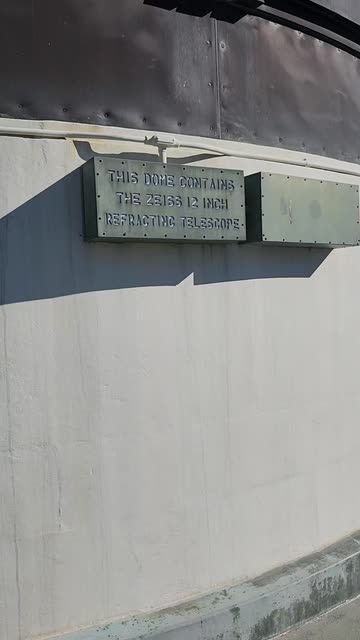 THIS DOME CONTAINS
THE ZEISS 12 INCH
REFRACTING TELESCOPE